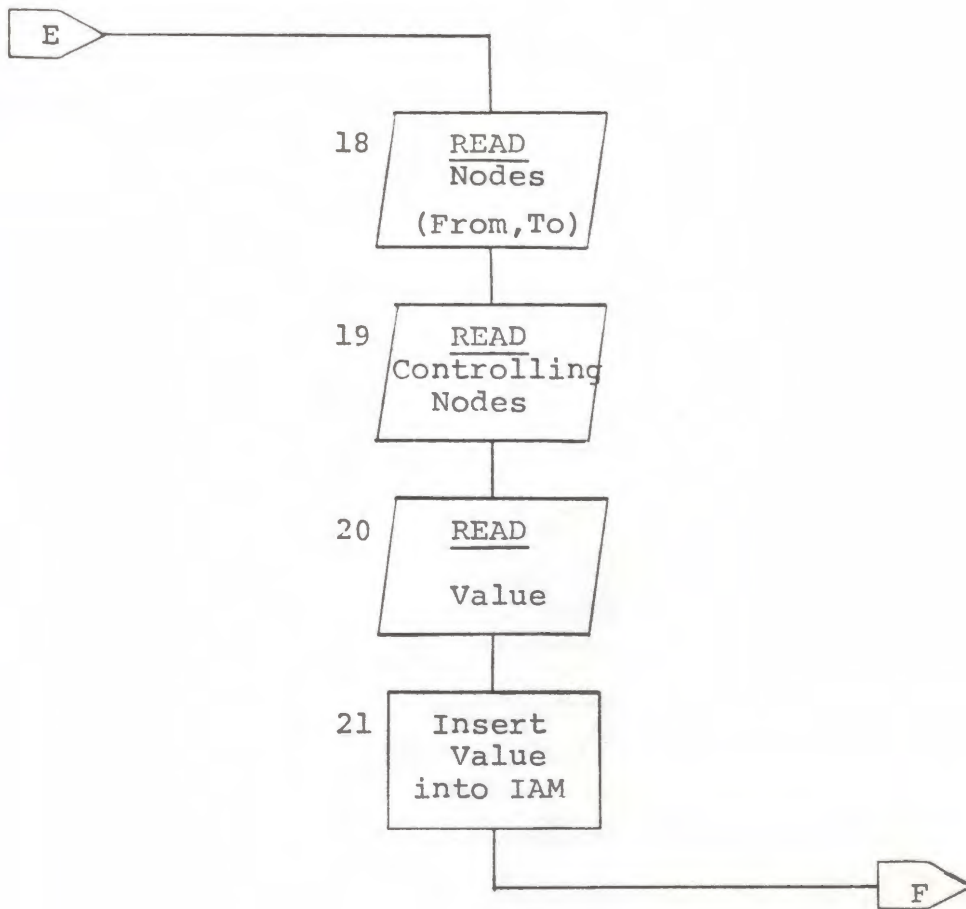 E
18
READ
Nodes
(From,To)
19
READ
Controlling
Nodes
20
READ
Value
21
Insert
Value
into IAM
F